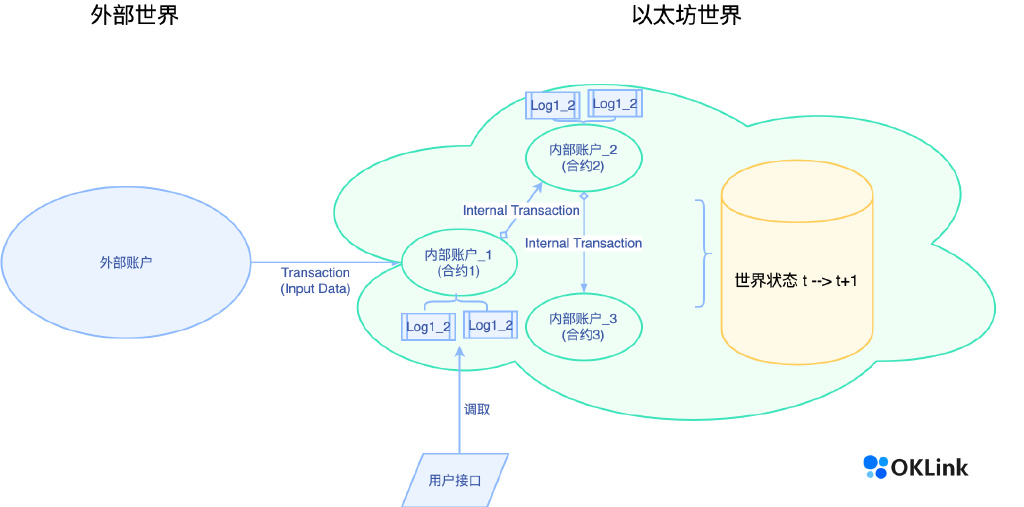 外部世界
以太坊世界
Log1_2
Log1_2
内部账户_2
(合约2)
Internal Transaction
Internal Transaction
内部账户_1
(合约1)
外部账户
Transaction
(Input Data)
世界状态 t --> t+1
Log1_2
Log1_2
内部账户_3
(合约3)
调取
用户接口
OKLink